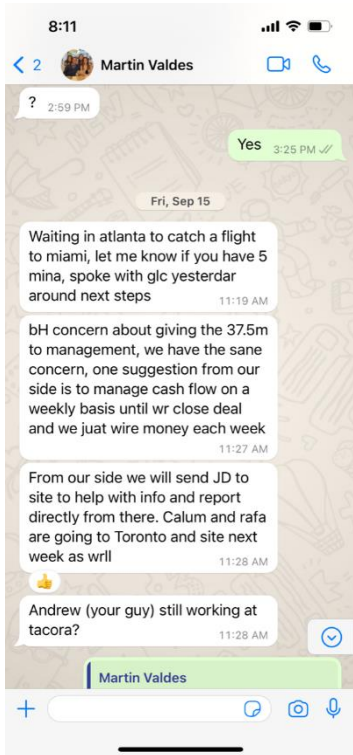 8:11
2
Martin Valdes
?
2:59 PM
Yes
3:25 PM
Fri, Sep 15
Waiting in atlanta to catch a flight
to miami, let me know if you have 5
mina, spoke with glc yesterdar
around next steps
11:19 AM
bH concern about giving the 37.5m
to management, we have the sane
concern, one suggestion from our
side is to manage cash flow on a
weekly basis until wr close deal
and we juat wire money each week
11:27 AM
From our side we will send JD to
site to help with info and report
directly from there. Calum and rafa
are going to Toronto and site next
week as wrll
11:28 AM
Andrew (your guy) still working at
tacora?
11:28 AM
Martin Valdes